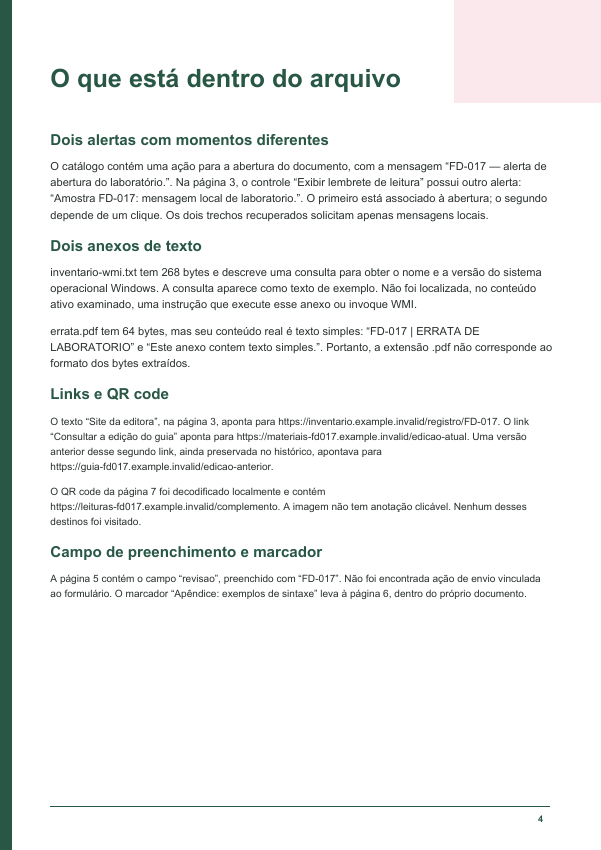 O que está dentro do arquivo
Dois alertas com momentos diferentes
O catálogo contém uma ação para a abertura do documento, com a mensagem “FD-017 — alerta de
abertura do laboratório.”. Na página 3, o controle “Exibir lembrete de leitura” possui outro alerta:
“Amostra FD-017: mensagem local de laboratorio.”. O primeiro está associado à abertura; o segundo
depende de um clique. Os dois trechos recuperados solicitam apenas mensagens locais.
Dois anexos de texto
inventario-wmi.txt tem 268 bytes e descreve uma consulta para obter o nome e a versão do sistema
operacional Windows. A consulta aparece como texto de exemplo. Não foi localizada, no conteúdo
ativo examinado, uma instrução que execute esse anexo ou invoque WMI.
errata.pdf tem 64 bytes, mas seu conteúdo real é texto simples: “FD-017 | ERRATA DE
LABORATORIO” e “Este anexo contem texto simples.”. Portanto, a extensão .pdf não corresponde ao
formato dos bytes extraídos.
Links e QR code
O texto “Site da editora”, na página 3, aponta para https://inventario.example.invalid/registro/FD-017. O link
“Consultar a edição do guia” aponta para https://materiais-fd017.example.invalid/edicao-atual. Uma versão
anterior desse segundo link, ainda preservada no histórico, apontava para
https://guia-fd017.example.invalid/edicao-anterior.
O QR code da página 7 foi decodificado localmente e contém
https://leituras-fd017.example.invalid/complemento. A imagem não tem anotação clicável. Nenhum desses
destinos foi visitado.
Campo de preenchimento e marcador
A página 5 contém o campo “revisao”, preenchido com “FD-017”. Não foi encontrada ação de envio vinculada
ao formulário. O marcador “Apêndice: exemplos de sintaxe” leva à página 6, dentro do próprio documento.
4